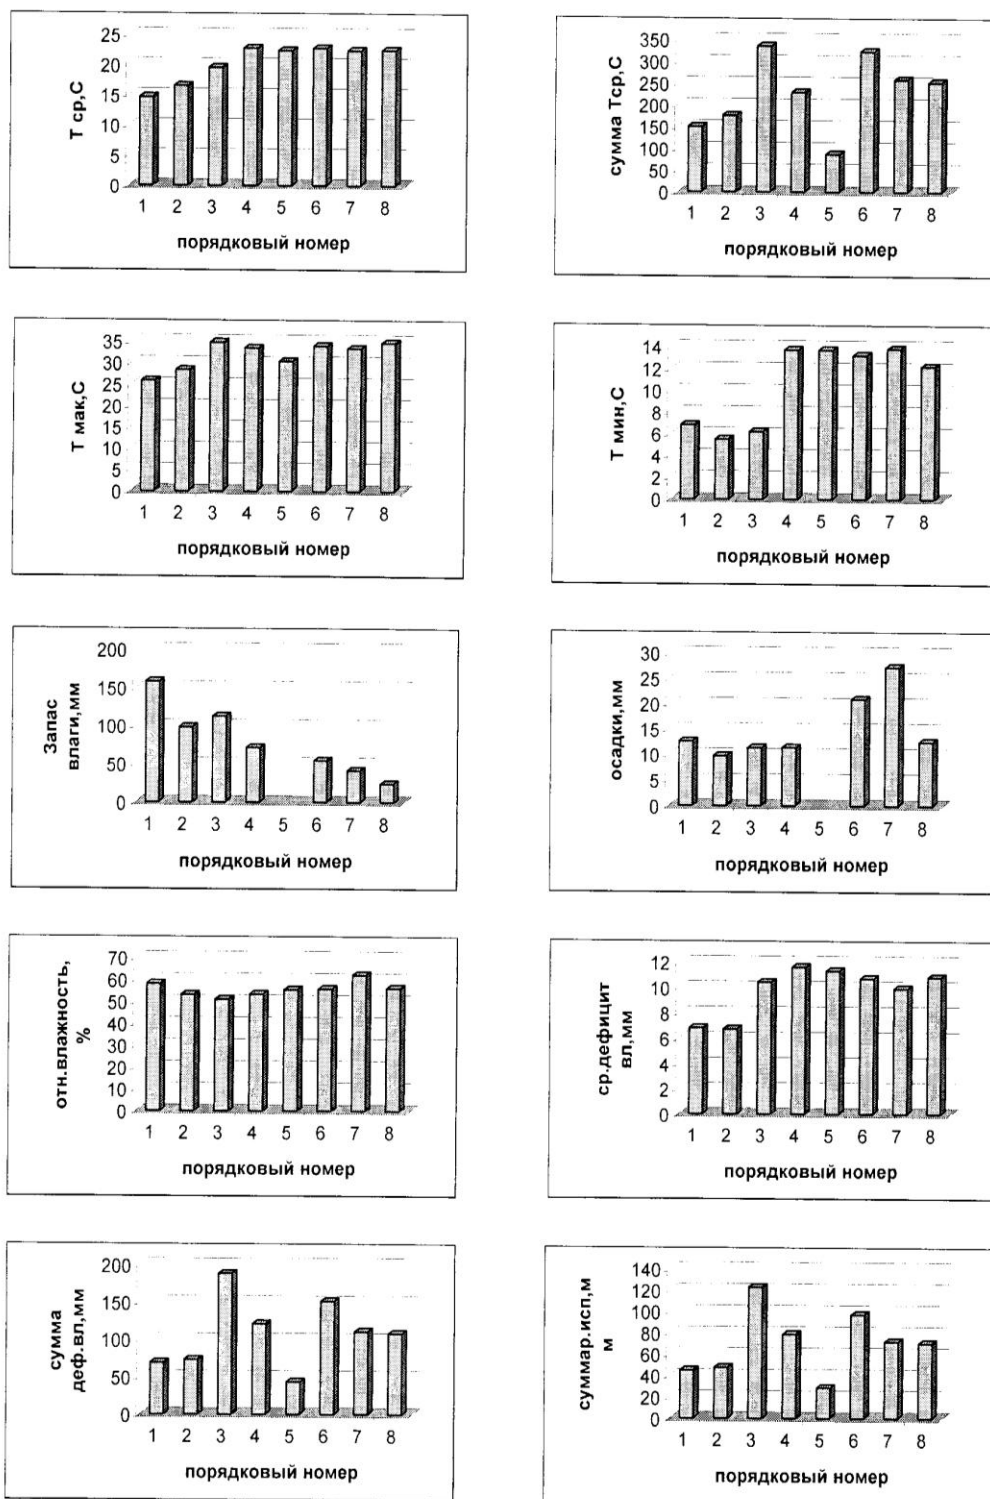 Т ср,С
25
20
15
10
5
0
1 2 3 4 5 6 7 8
порядковый номер
сумма Тср,С
350
300
250
200
150
100
50
0
1 2 3 4 5 6 7 8
порядковый номер
Т мак,С
35
30
25
20
15
10
5
0
1 2 3 4 5 6 7 8
порядковый номер
Т мин,С
14
12
10
8
6
4
2
0
1 2 3 4 5 6 7 8
порядковый номер
Запас
влаги,мм
200
150
100
50
0
1 2 3 4 5 6 7 8
порядковый номер
осадки,мм
30
25
20
15
10
5
0
1 2 3 4 5 6 7 8
порядковый номер
отн.влажность,
%
70
60
50
40
30
20
10
0
1 2 3 4 5 6 7 8
порядковый номер
ср.дефицит
вл,мм
12
10
8
6
4
2
0
1 2 3 4 5 6 7 8
порядковый номер
сумма
деф.вл,мм
200
150
100
50
0
1 2 3 4 5 6 7 8
порядковый номер
суммар.исп,м
м
140
120
100
80
60
40
20
0
1 2 3 4 5 6 7 8
порядковый номер